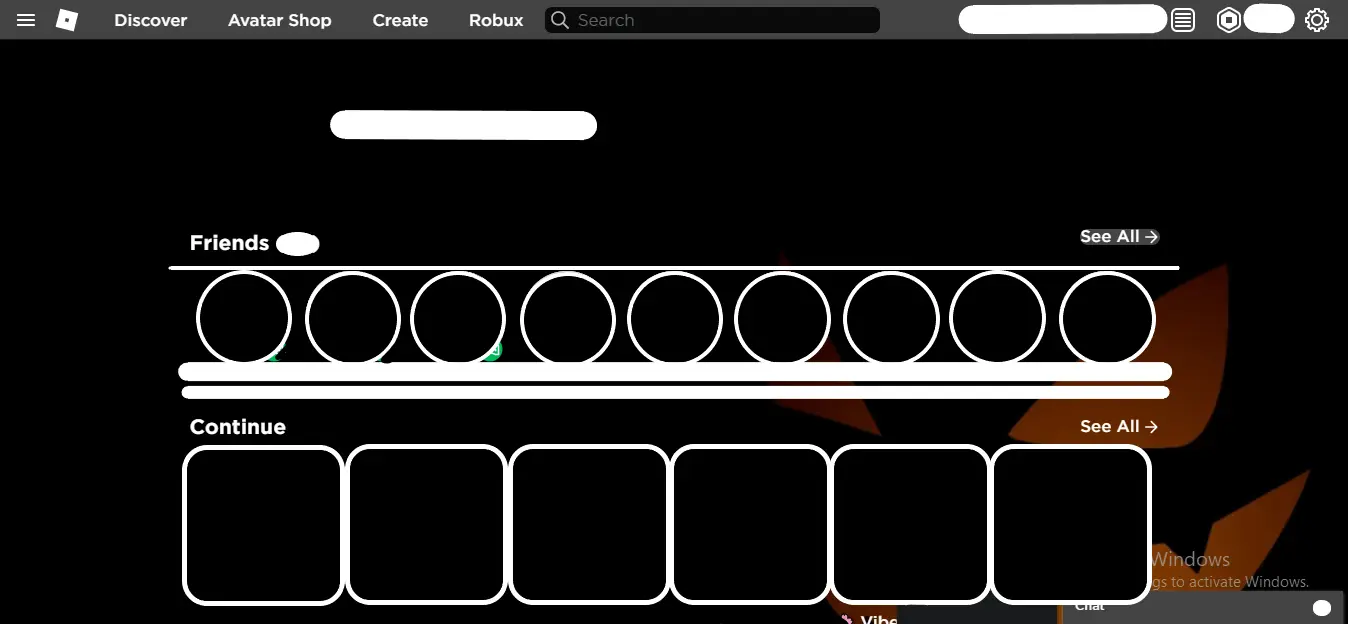 Discover Avatar Shop Create Robux Search
Friends See All
Continue See All
Windows
gs to activate Windows.
Chat
Vibe